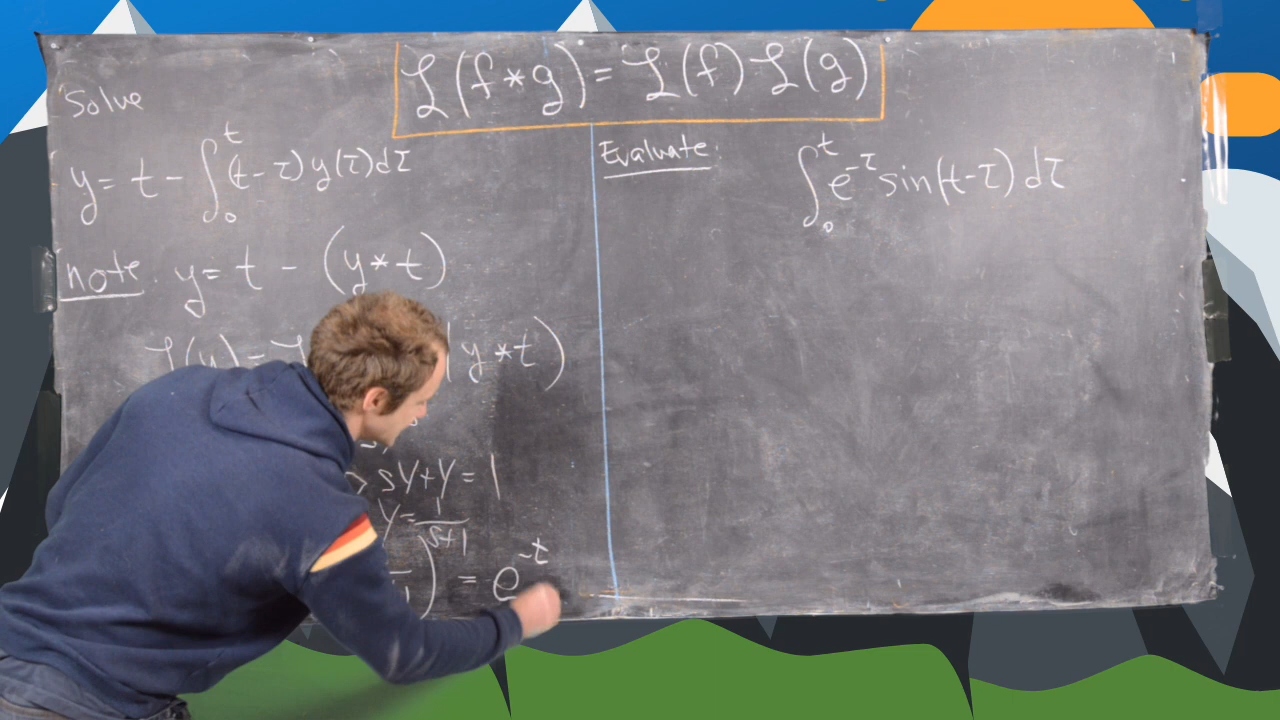 ℒ(f*g) = ℒ(f) ℒ(g)
Solve
y = t - ∫₀ᵗ (t-τ) y(τ) dτ
note: y = t - (y*t)
ℒ(y) = ℒ
(y*t)
sY+Y = 1
Y = 1/(s+1)
) = e^-t
Evaluate:
∫₀ᵗ e^-τ sin(t-τ) dτ